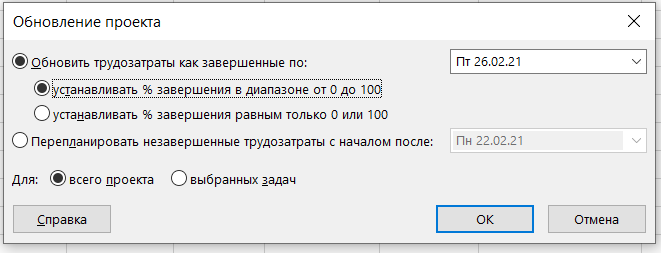 Обновление проекта
Обновить трудозатраты как завершенные по: Пт 26.02.21
устанавливать % завершения в диапазоне от 0 до 100
устанавливать % завершения равным только 0 или 100
Перепланировать незавершенные трудозатраты с началом после: Пн 22.02.21
Для: всего проекта выбранных задач
Справка ОК Отмена